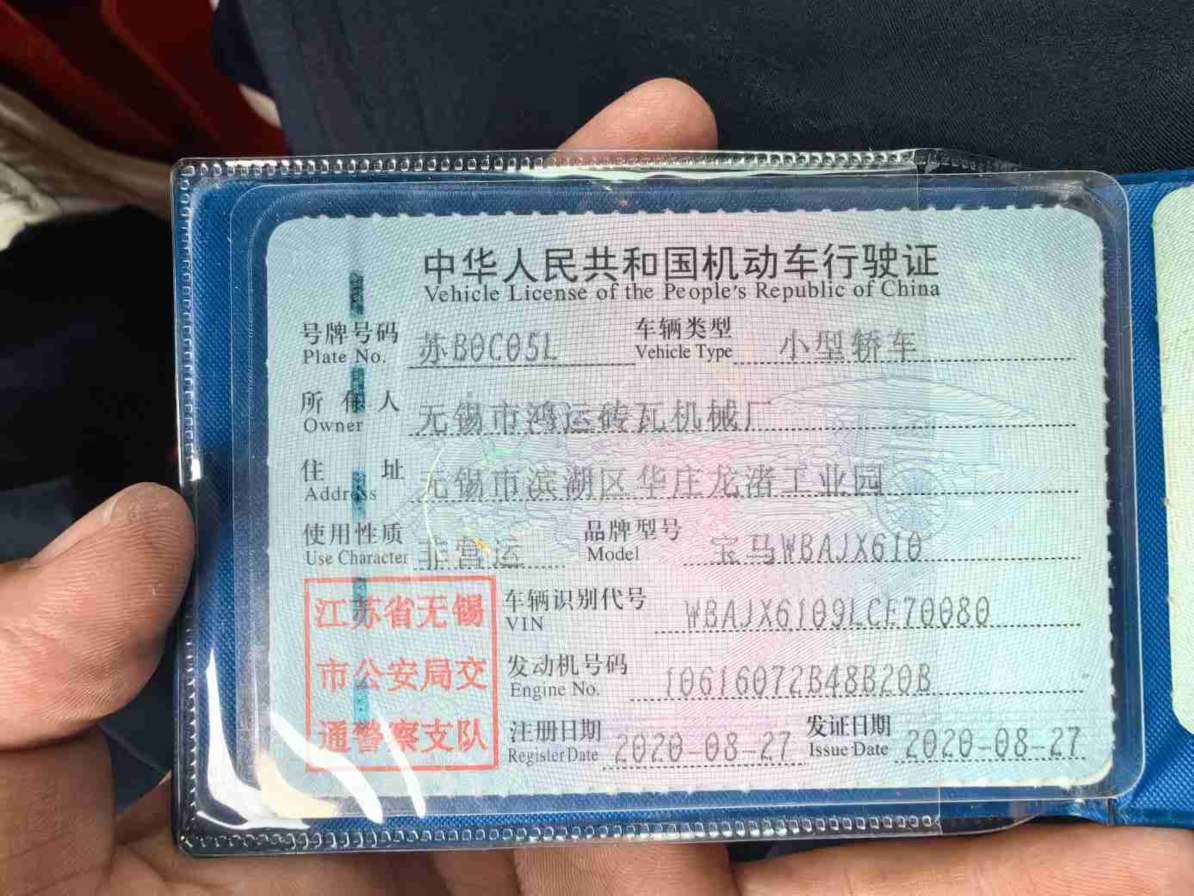 中华人民共和国机动车行驶证
Vehicle License of the People's Republic of China
号牌号码 苏B0C05L 车辆类型 小型轿车
Plate No. Vehicle Type
所有人 无锡市鸿运砖瓦机械厂
Owner
住址 无锡市滨湖区华庄龙渚工业园
Address
使用性质 非营运 品牌型号 宝马WBAJX610
Use Character Model
江苏省无锡
市公安局交
通警察支队
车辆识别代号 WBAJX6109LCE70080
VIN
发动机号码 10616072B48B20B
Engine No.
注册日期 2020-08-27 发证日期 2020-08-27
Register Date Issue Date